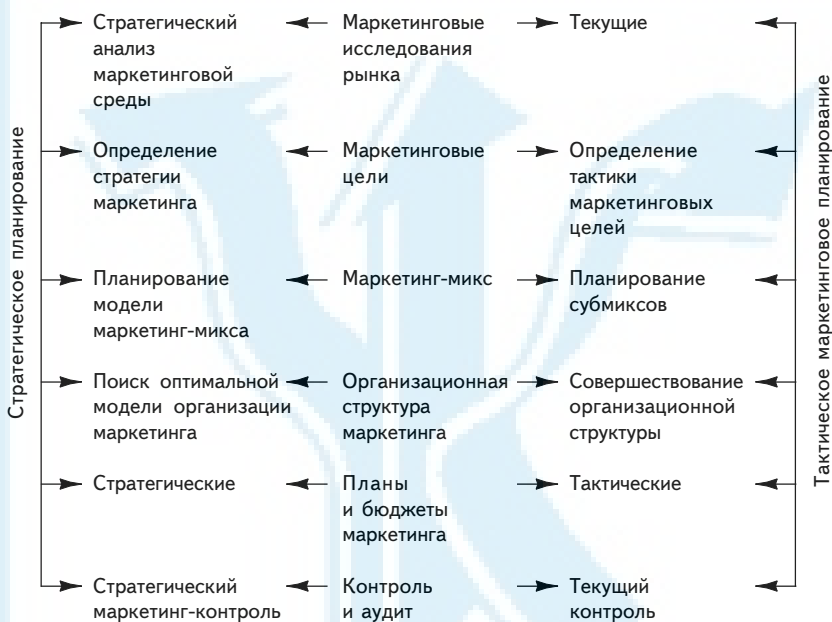 Стратегическое планирование
Стратегический
анализ
маркетинговой
среды
Маркетинговые
исследования
рынка
Текущие
Определение
стратегии
маркетинга
Маркетинговые
цели
Определение
тактики
маркетинговых
целей
Планирование
модели
маркетинг-микса
Маркетинг-микс
Планирование
субмиксов
Поиск оптимальной
модели организации
маркетинга
Организационная
структура
маркетинга
Совершествование
организационной
структуры
Стратегические
Планы
и бюджеты
маркетинга
Тактические
Стратегический
маркетинг-контроль
Контроль
и аудит
Текущий
контроль
Тактическое маркетинговое планирование